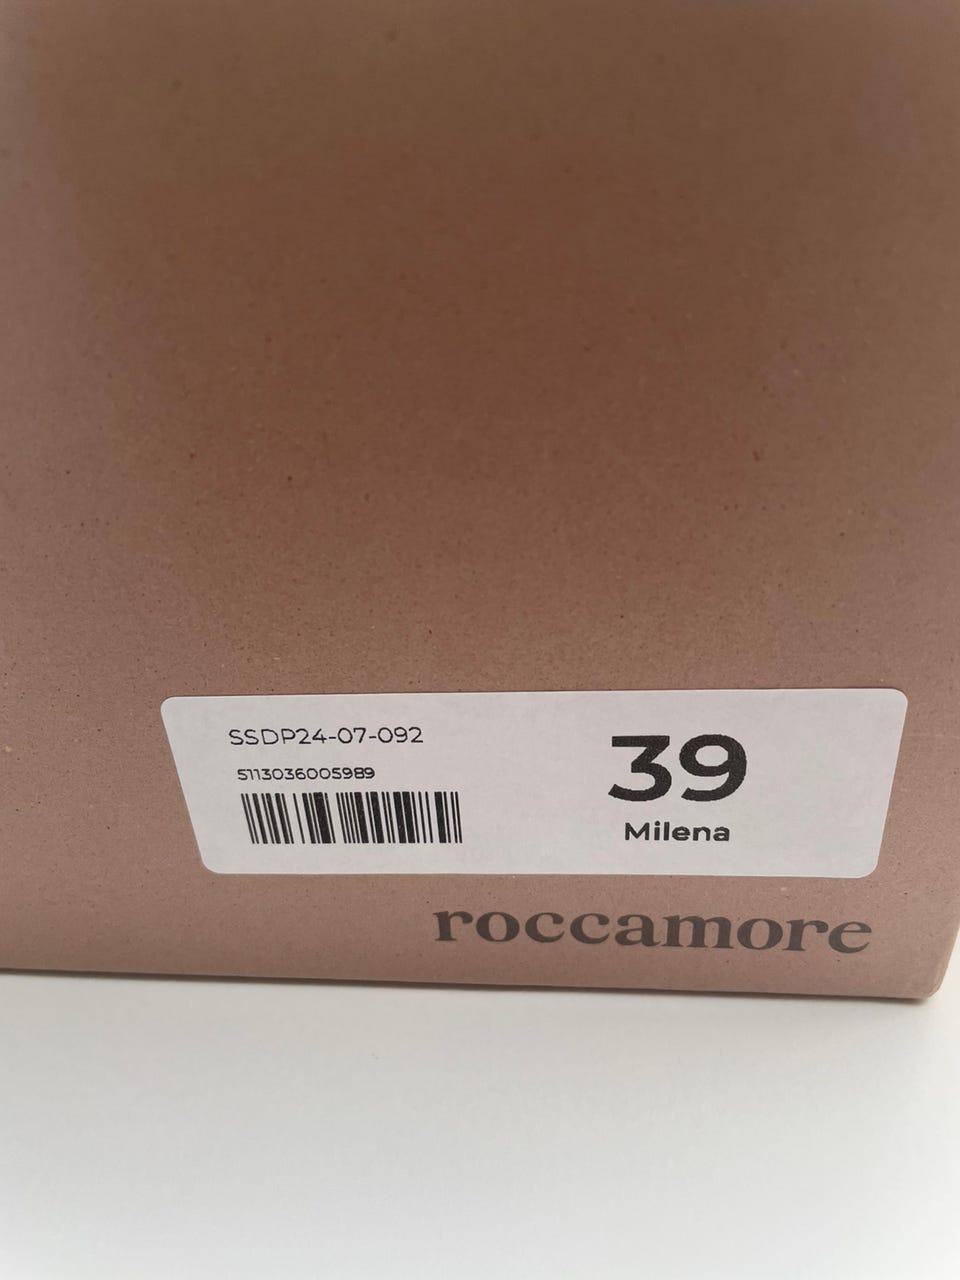 SSDP24-07-092
5113036005989
39
Milena
roccamore